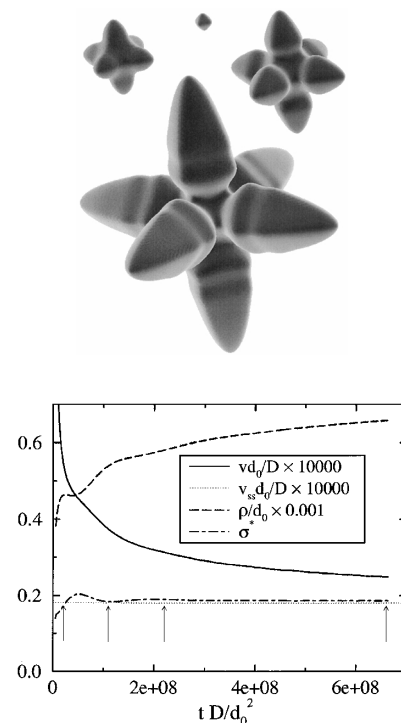 0.6
0.4
0.2
0.0
vd₀/D × 10000
vₛₛd₀/D × 10000
ρ/d₀ × 0.001
σ*
0 2e+08 4e+08 6e+08
t D/d₀²